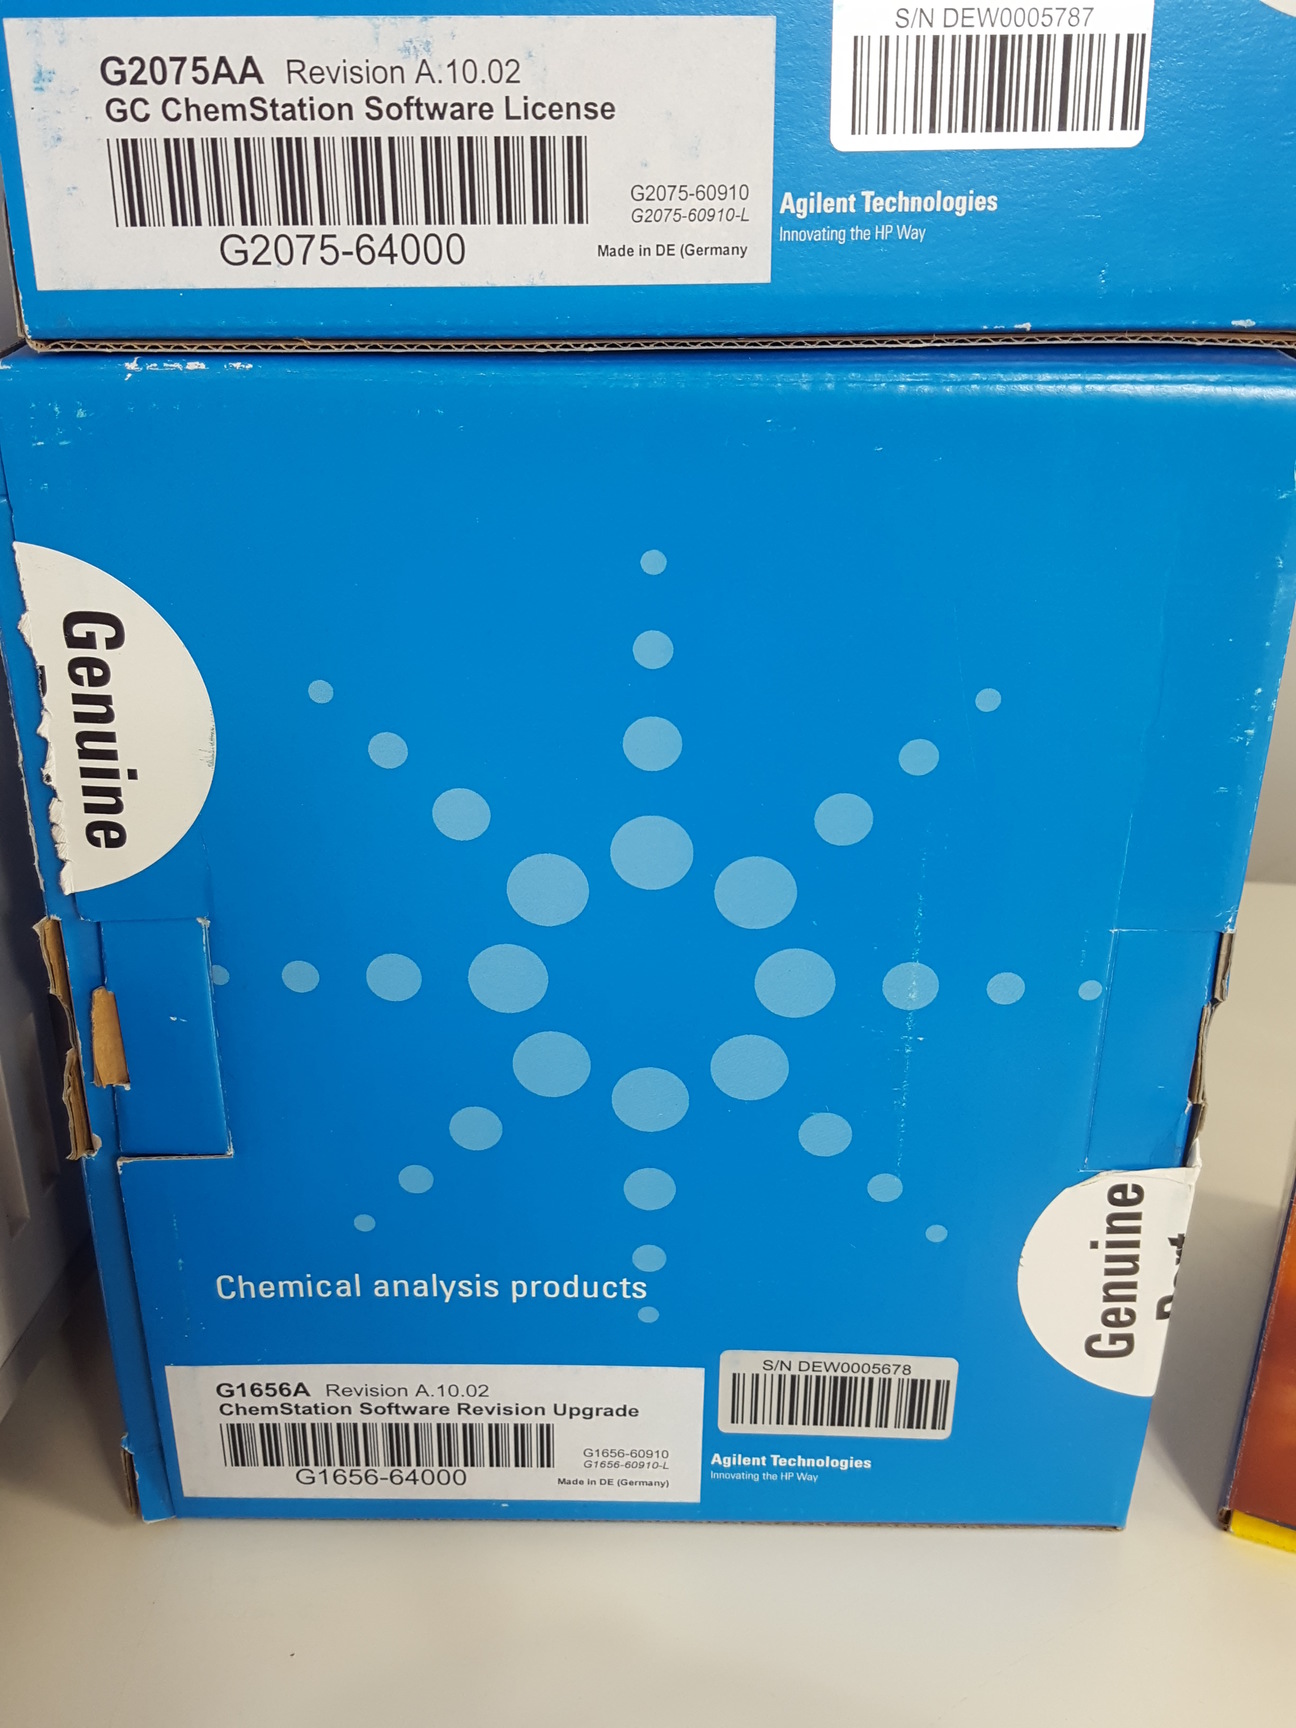 S/N DEW0005787
G2075AA Revision A.10.02
GC ChemStation Software License
G2075-60910
G2075-60910-L
G2075-64000
Made in DE (Germany
Agilent Technologies
Innovating the HP Way
Genuine
Chemical analysis products
Genuine
G1656A Revision A.10.02
ChemStation Software Revision Upgrade
G1656-60910
G1656-60910-L
G1656-64000
Made in DE (Germany)
S/N DEW0005678
Agilent Technologies
Innovating the HP Way